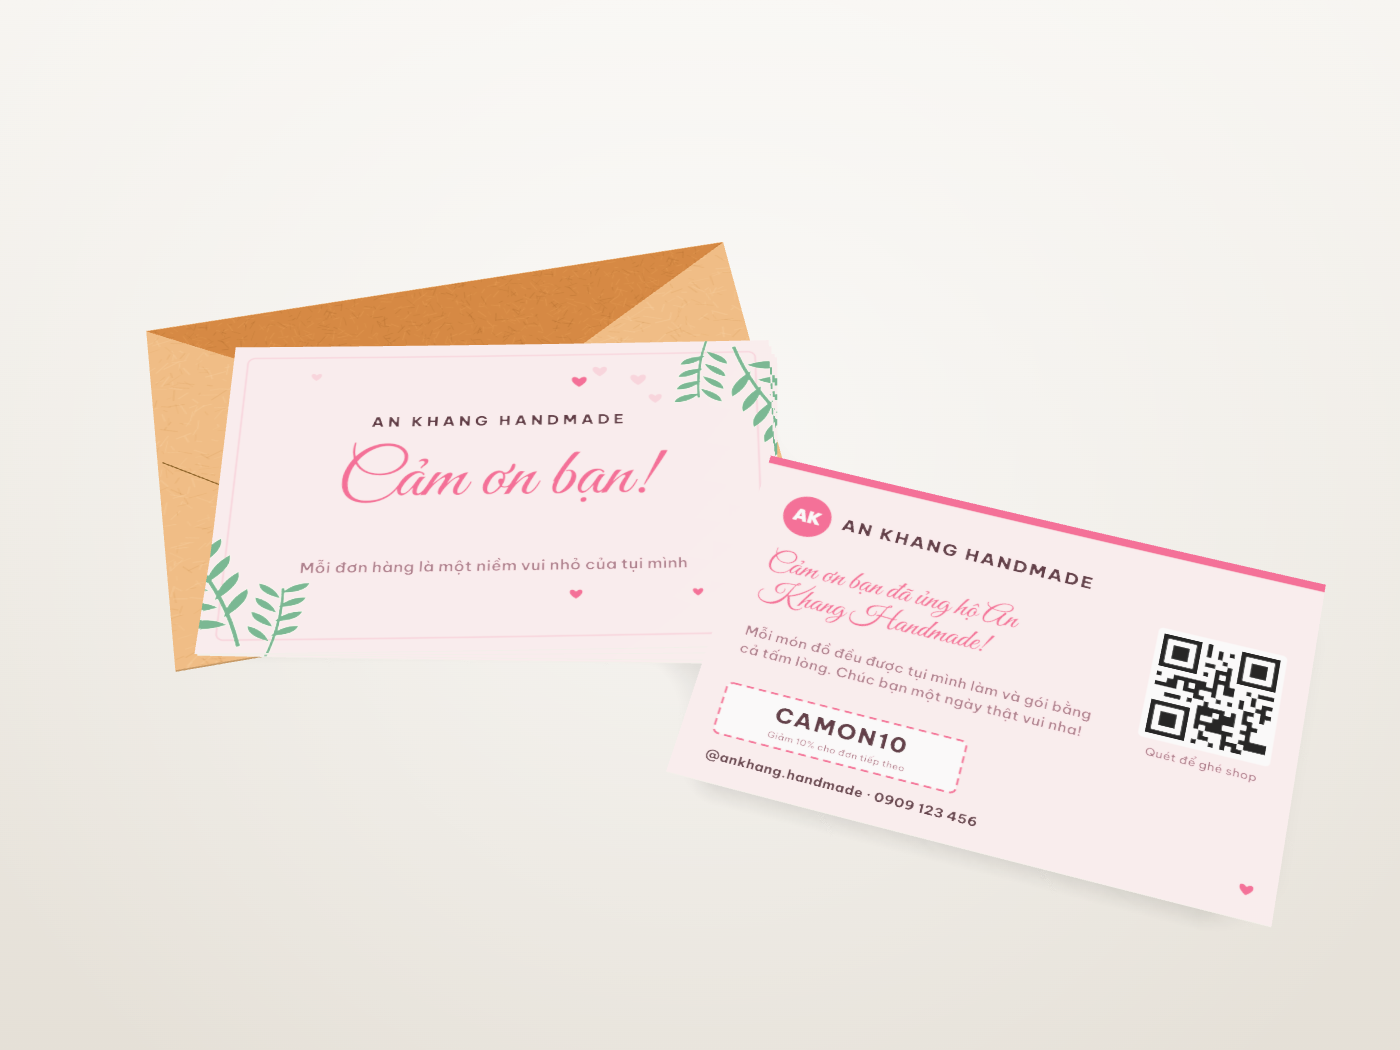 AN KHANG HANDMADE
Cảm ơn bạn!
Mỗi đơn hàng là một niềm vui nhỏ của tụi mình
AK
AN KHANG HANDMADE
Cảm ơn bạn đã ủng hộ An
Khang Handmade!
Mỗi món đồ đều được tụi mình làm và gói bằng
cả tấm lòng. Chúc bạn một ngày thật vui nha!
CAMON10
Giảm 10% cho đơn tiếp theo
@ankhang.handmade · 0909 123 456
Quét để ghé shop